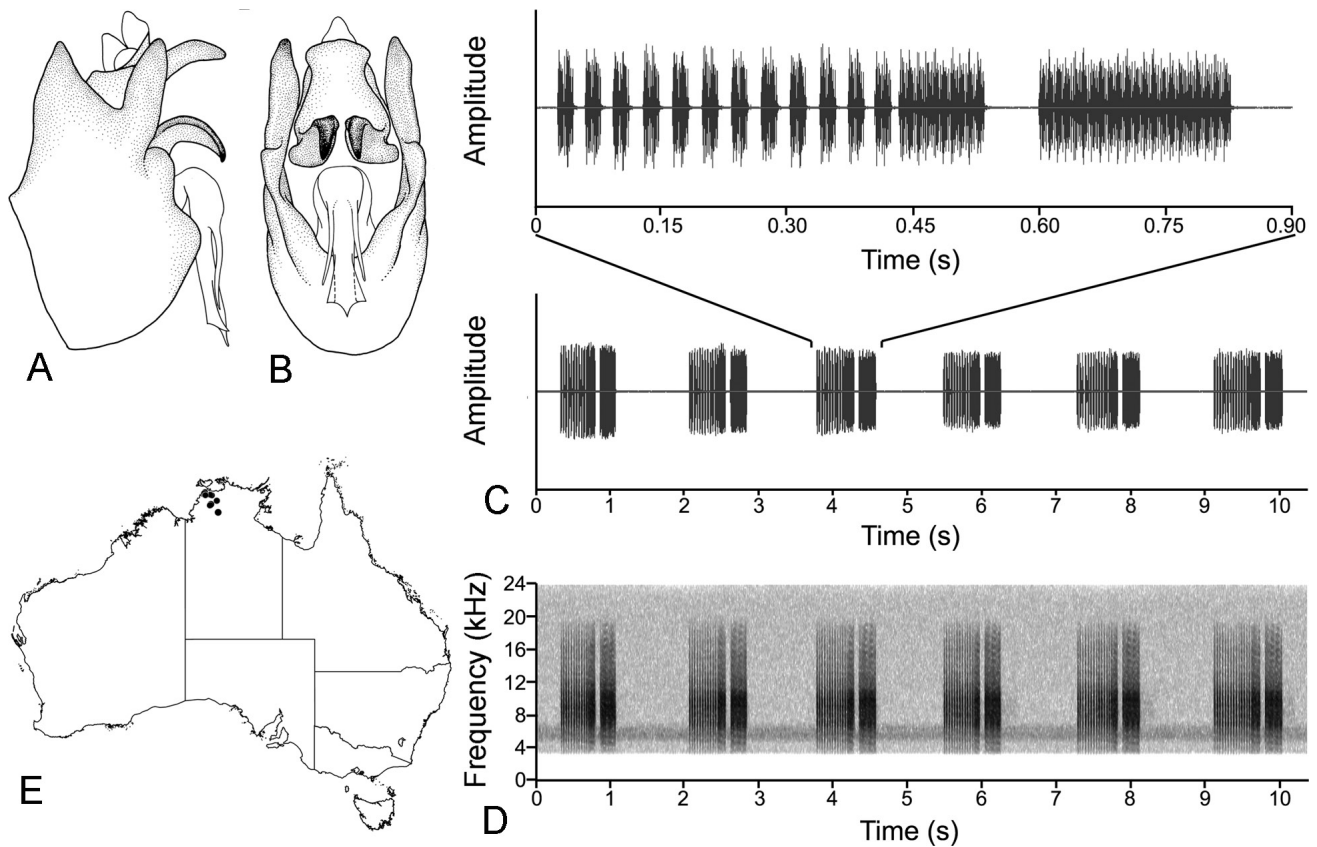 A
B
Amplitude
0 0.15 0.30 0.45 0.60 0.75 0.90
Time (s)
Amplitude
C
0 1 2 3 4 5 6 7 8 9 10
Time (s)
E
Frequency (kHz)
24
20
16
12
8
4
0
D
0 1 2 3 4 5 6 7 8 9 10
Time (s)